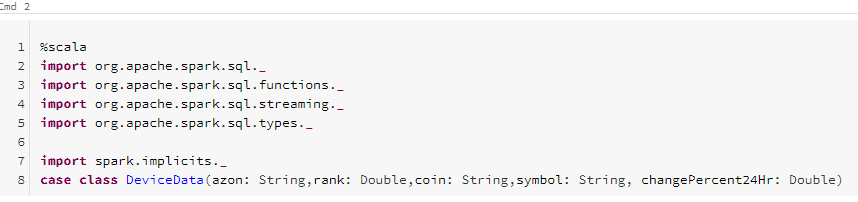 Cmd 2
1 %scala
2 import org.apache.spark.sql._
3 import org.apache.spark.sql.functions._
4 import org.apache.spark.sql.streaming._
5 import org.apache.spark.sql.types._
6
7 import spark.implicits._
8 case class DeviceData(azon: String,rank: Double,coin: String,symbol: String, changePercent24Hr: Double)